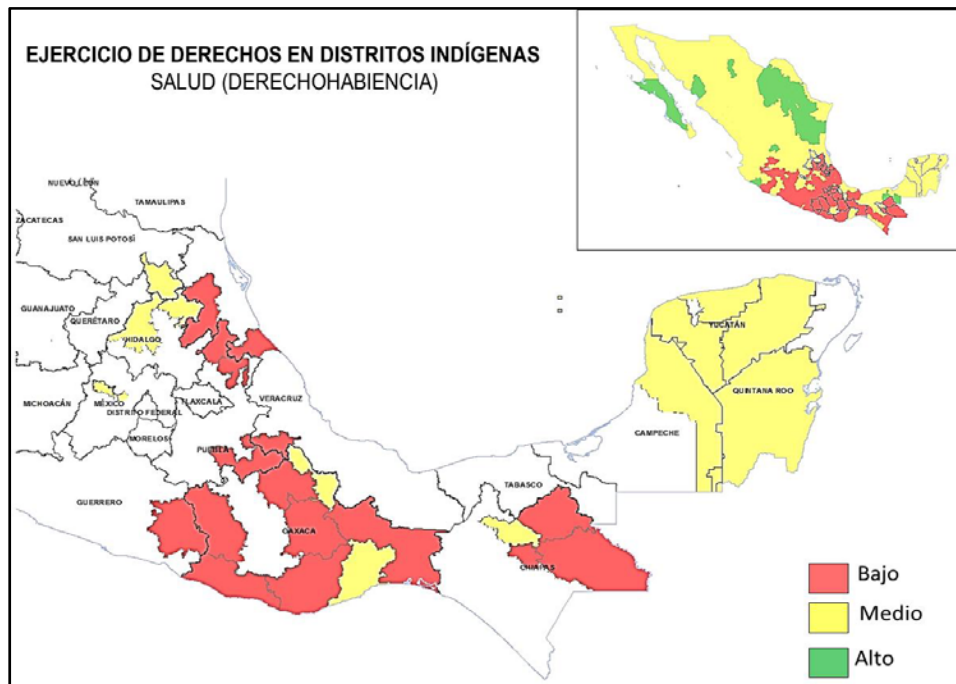 EJERCICIO DE DERECHOS EN DISTRITOS INDÍGENAS
SALUD (DERECHOHABIENCIA)
NUEVO LEÓN
TAMAULIPAS
ZACATECAS
SAN LUIS POTOSÍ
GUANAJUATO
QUERÉTARO
HIDALGO
YUCATÁN
QUINTANA ROO
MICHOACÁN
MÉXICO
DISTRITO FEDERAL
TLAXCALA
VERACRUZ
MORELOS
CAMPECHE
PUEBLA
TABASCO
GUERRERO
OAXACA
CHIAPAS
Bajo
Medio
Alto